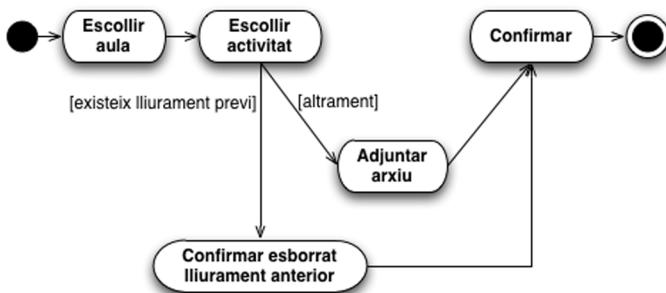 Escollir
aula
Escollir
activitat
Confirmar
[existeix lliurament previ]
[altrament]
Adjuntar
arxiu
Confirmar esborrat
lliurament anterior